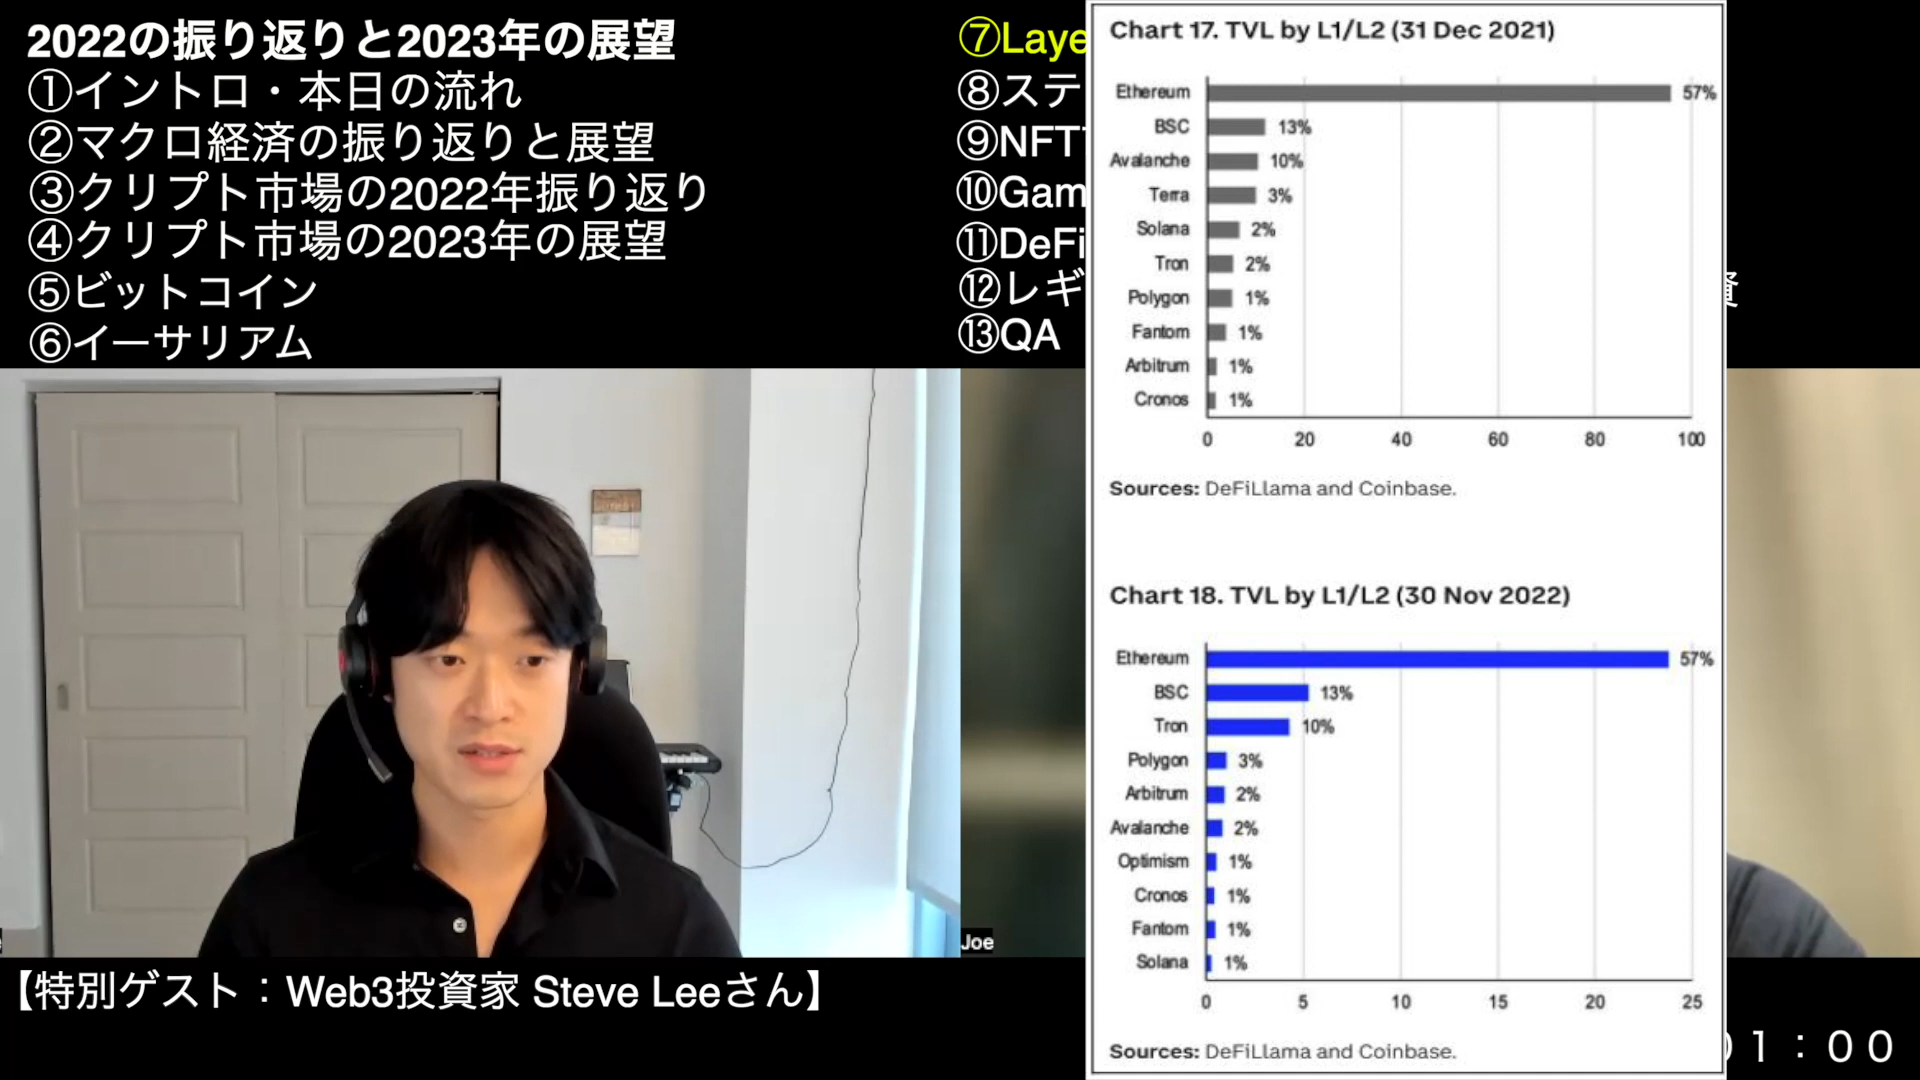 2022の振り返りと2023年の展望
①イントロ・本日の流れ
②マクロ経済の振り返りと展望
③クリプト市場の2022年振り返り
④クリプト市場の2023年の展望
⑤ビットコイン
⑥イーサリアム
⑦Laye
⑧ステ
⑨NFT
⑩Gam
⑪DeFi
⑫レギ
⑬QA
Chart 17. TVL by L1/L2 (31 Dec 2021)
Ethereum 57%
BSC 13%
Avalanche 10%
Terra 3%
Solana 2%
Tron 2%
Polygon 1%
Fantom 1%
Arbitrum 1%
Cronos 1%
0 20 40 60 80 100
Sources: DeFiLlama and Coinbase.
Chart 18. TVL by L1/L2 (30 Nov 2022)
Ethereum 57%
BSC 13%
Tron 10%
Polygon 3%
Arbitrum 2%
Avalanche 2%
Optimism 1%
Cronos 1%
Fantom 1%
Solana 1%
0 5 10 15 20 25
Sources: DeFiLlama and Coinbase.
Joe
【特別ゲスト：Web3投資家 Steve Leeさん】
1：00